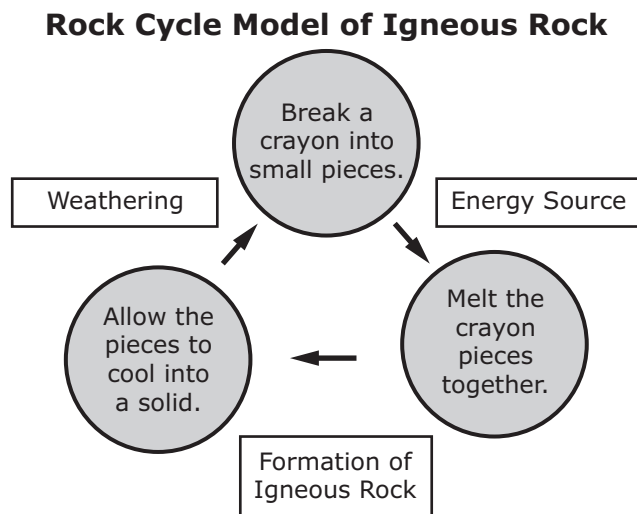 Rock Cycle Model of Igneous Rock
Break a
crayon into
small pieces.
Weathering
Energy Source
Allow the
pieces to
cool into
a solid.
Melt the
crayon
pieces
together.
Formation of
Igneous Rock